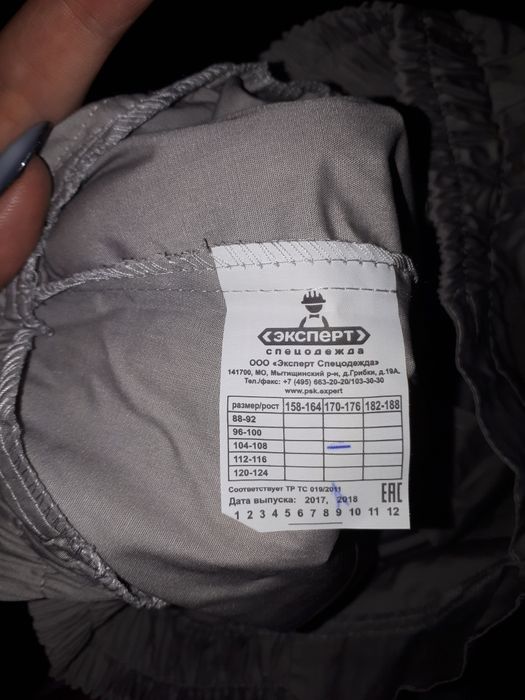 ЭКСПЕРТ
спецодежда
ООО «Эксперт Спецодежда»
141700, МО, Мытищинский р-н, д.Грибки, д.19А.
Тел./факс: +7 (495) 663-20-20/103-30-30
www.psk.expert
размер/рост 158-164 170-176 182-188
88-92
96-100
104-108
112-116
120-124
Соответствует ТР ТС 019/2011
Дата выпуска: 2017, 2018 EAC
1 2 3 4 5 6 7 8 9 10 11 12